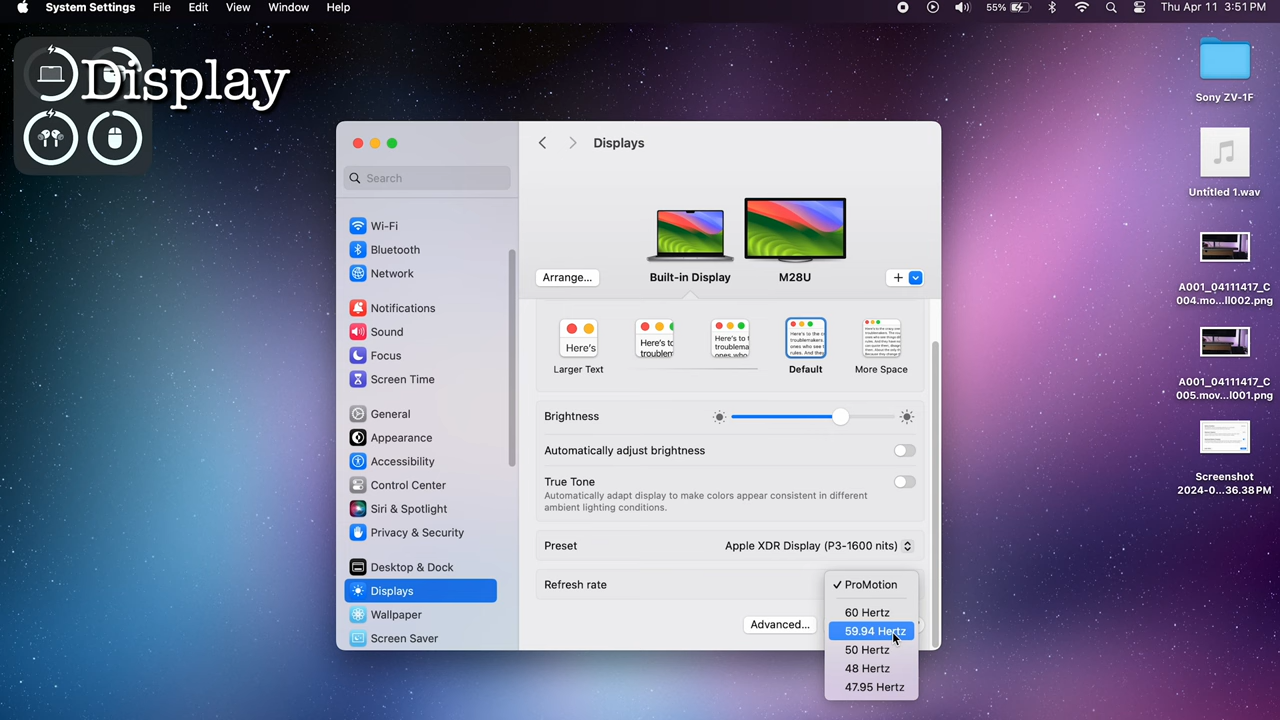 System Settings File Edit View Window Help 55% Thu Apr 11 3:51 PM
Display
Sony ZV-1F
Untitled 1.wav
A001_04111417_C
004.mo...ll002.png
A001_04111417_C
005.mov...l001.png
Screenshot
2024-0...36.38 PM
Search
Wi-Fi
Bluetooth
Network
Notifications
Sound
Focus
Screen Time
General
Appearance
Accessibility
Control Center
Siri & Spotlight
Privacy & Security
Desktop & Dock
Displays
Wallpaper
Screen Saver
Displays
Arrange...
Built-in Display
M28U
Larger Text
Default
More Space
Brightness
Automatically adjust brightness
True Tone
Automatically adapt display to make colors appear consistent in different
ambient lighting conditions.
Preset Apple XDR Display (P3-1600 nits)
Refresh rate
Advanced...
✓ ProMotion
60 Hertz
59.94 Hertz
50 Hertz
48 Hertz
47.95 Hertz